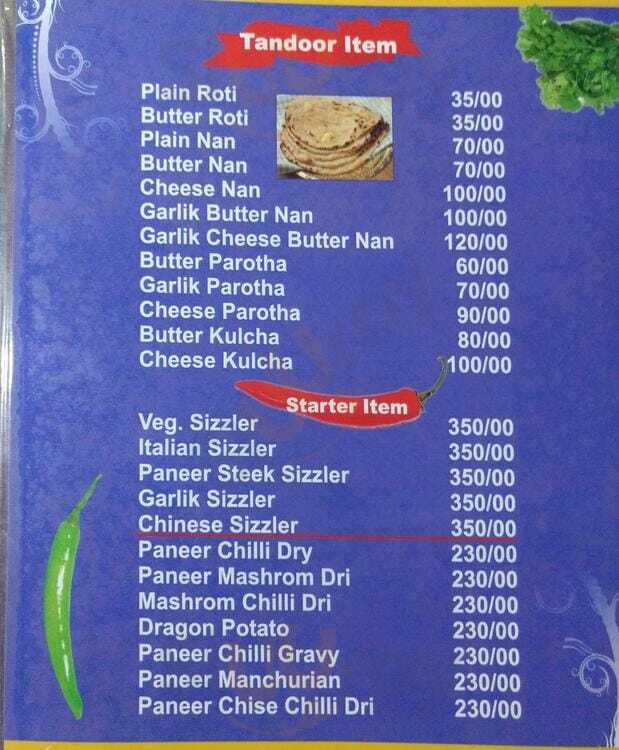 Tandoor Item
Plain Roti 35/00
Butter Roti 35/00
Plain Nan 70/00
Butter Nan 70/00
Cheese Nan 100/00
Garlik Butter Nan 100/00
Garlik Cheese Butter Nan 120/00
Butter Parotha 60/00
Garlik Parotha 70/00
Cheese Parotha 90/00
Butter Kulcha 80/00
Cheese Kulcha 100/00
Starter Item
Veg. Sizzler 350/00
Italian Sizzler 350/00
Paneer Steek Sizzler 350/00
Garlik Sizzler 350/00
Chinese Sizzler 350/00
Paneer Chilli Dry 230/00
Paneer Mashrom Dri 230/00
Mashrom Chilli Dri 230/00
Dragon Potato 230/00
Paneer Chilli Gravy 230/00
Paneer Manchurian 230/00
Paneer Chise Chilli Dri 230/00